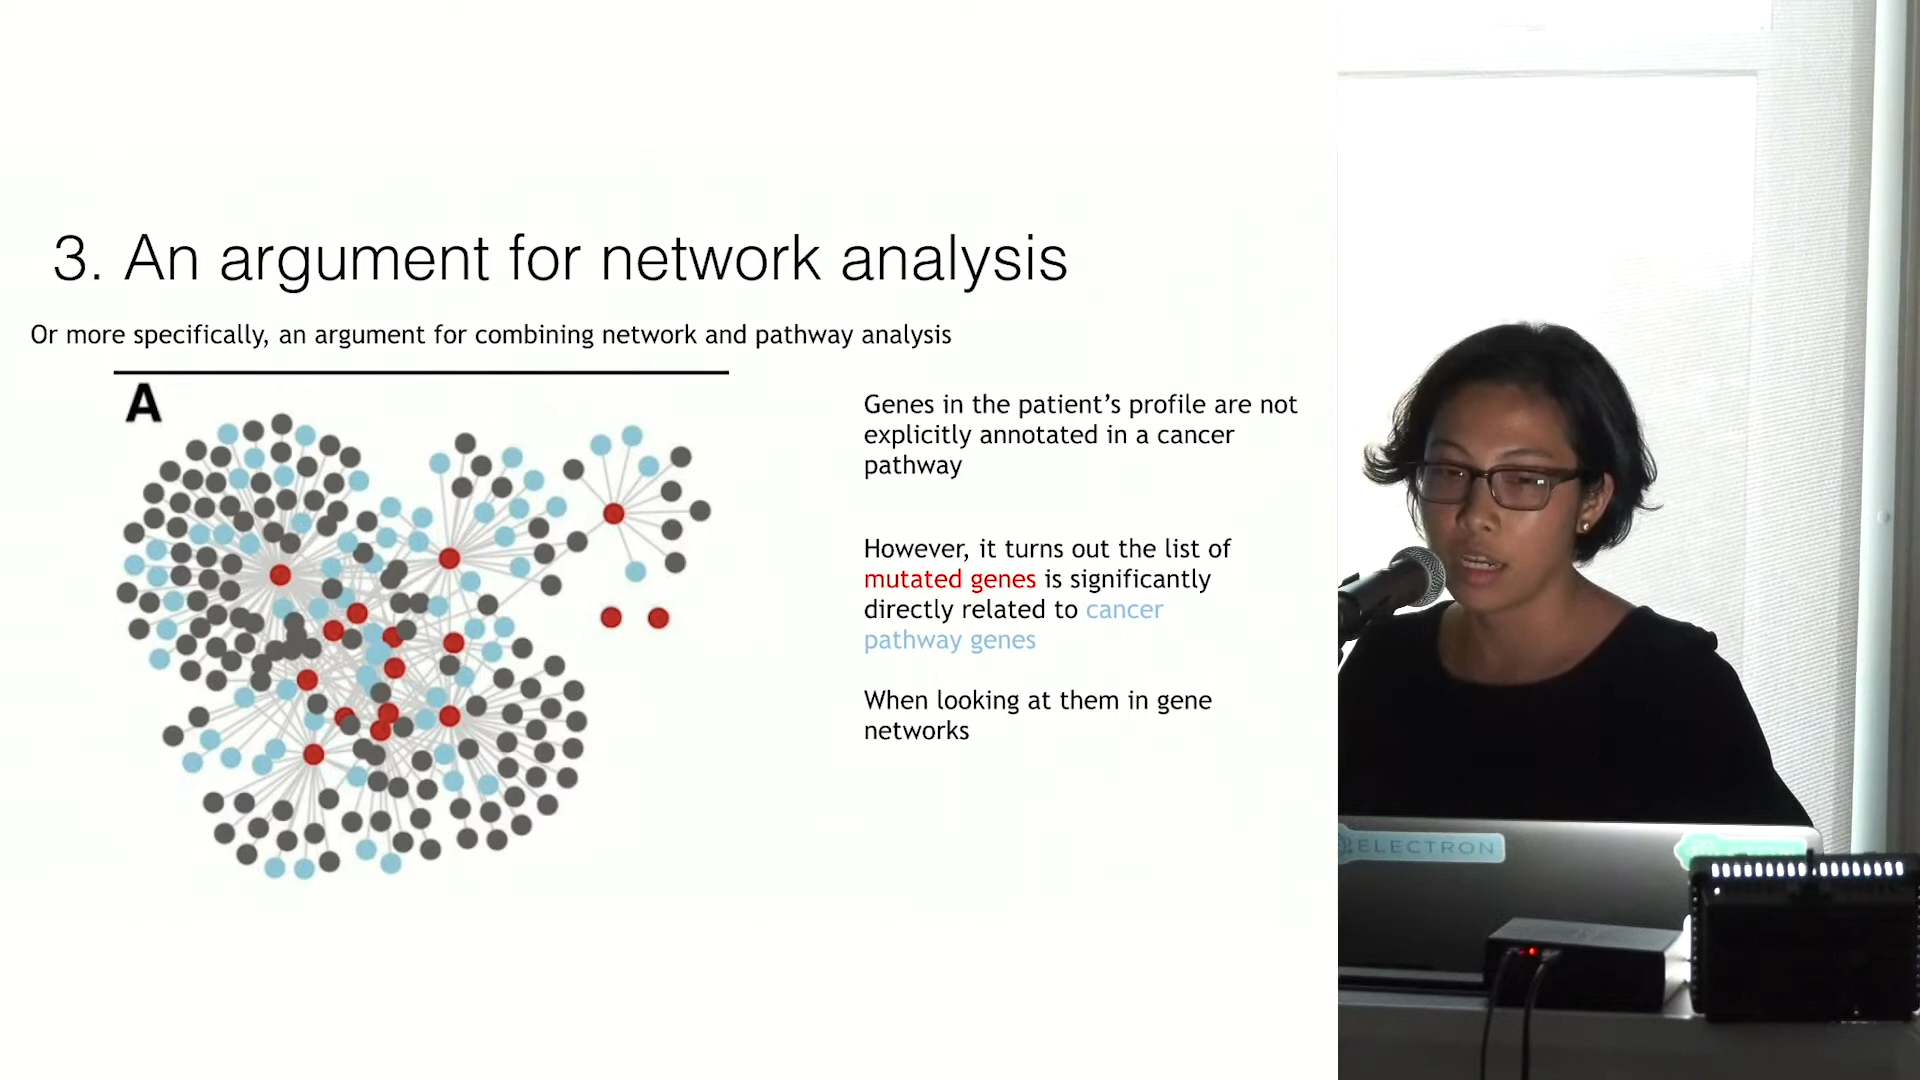 3. An argument for network analysis
Or more specifically, an argument for combining network and pathway analysis
A
Genes in the patient’s profile are not
explicitly annotated in a cancer
pathway
However, it turns out the list of
mutated genes is significantly
directly related to cancer
pathway genes
When looking at them in gene
networks
ELECTRON